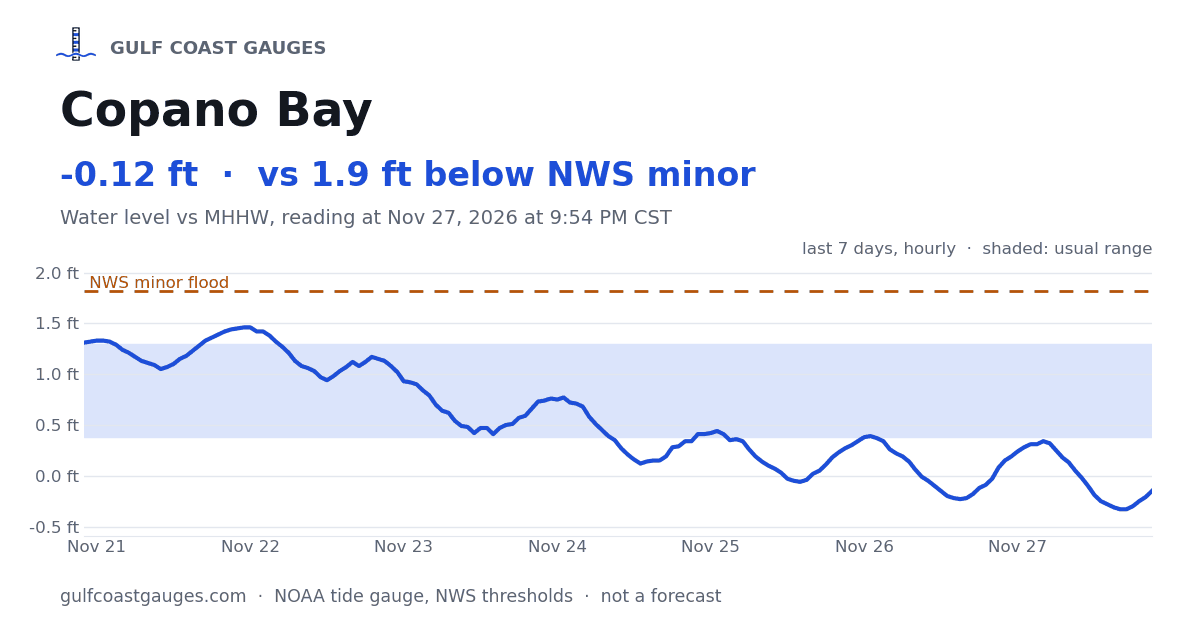 GULF COAST GAUGES
Copano Bay
-0.12 ft · vs 1.9 ft below NWS minor
Water level vs MHHW, reading at Nov 27, 2026 at 9:54 PM CST
last 7 days, hourly · shaded: usual range
2.0 ft
NWS minor flood
1.5 ft
1.0 ft
0.5 ft
0.0 ft
-0.5 ft
Nov 21 Nov 22 Nov 23 Nov 24 Nov 25 Nov 26 Nov 27
gulfcoastgauges.com · NOAA tide gauge, NWS thresholds · not a forecast